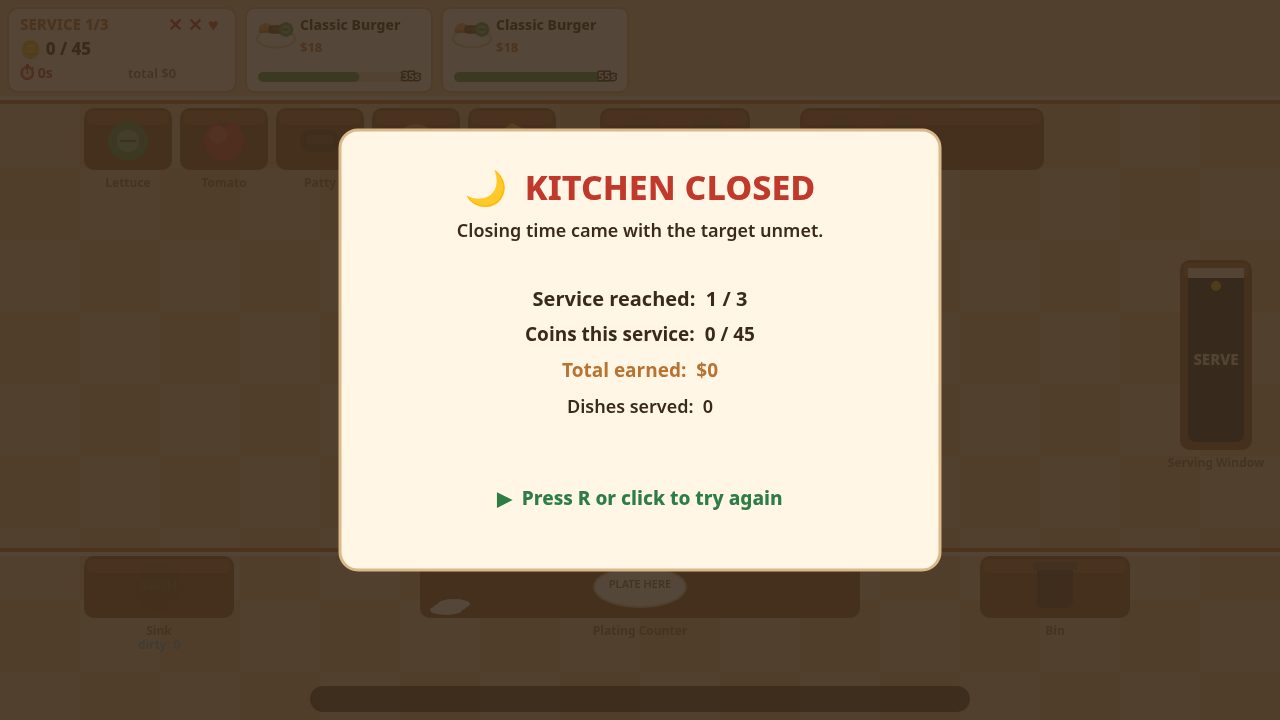 SERVICE 1/3
0 / 45
0s
total $0
Classic Burger
$18
35s
Classic Burger
$18
55s
Lettuce
Tomato
Patty
KITCHEN CLOSED
Closing time came with the target unmet.
Service reached: 1 / 3
Coins this service: 0 / 45
Total earned: $0
Dishes served: 0
▶ Press R or click to try again
SERVE
Serving Window
PLATE HERE
Sink
dirty: 0
Plating Counter
Bin